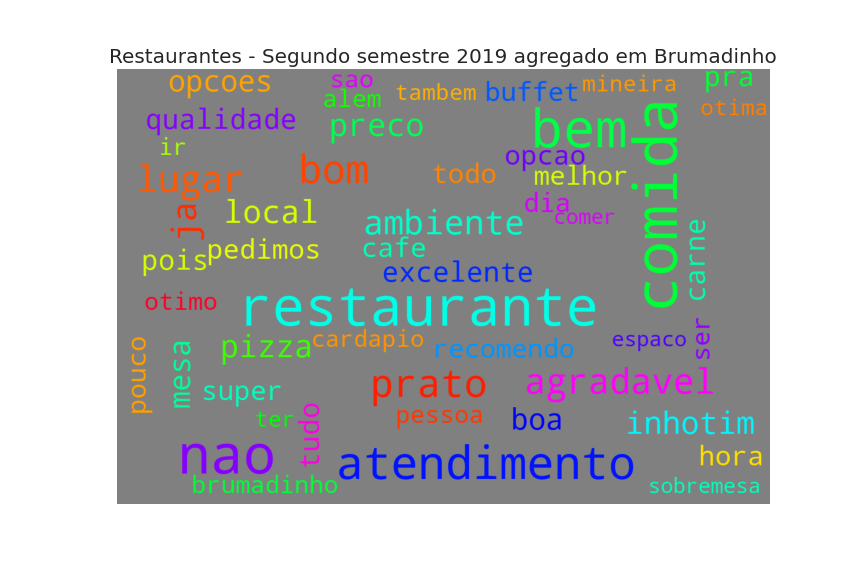 Restaurantes - Segundo semestre 2019 agregado em Brumadinho
opcoes
sao
alem
tambem
buffet
mineira
pra
otima
qualidade
preco
bem
comida
ir
lugar
bom
todo
opcao
melhor
ja
local
ambiente
dia
comer
carne
pois
pedimos
cafe
excelente
otimo
restaurante
pouco
mesa
pizza
cardapio
recomendo
espaco
ser
super
prato
agradavel
ter
tudo
pessoa
boa
inhotim
nao
atendimento
hora
brumadinho
sobremesa